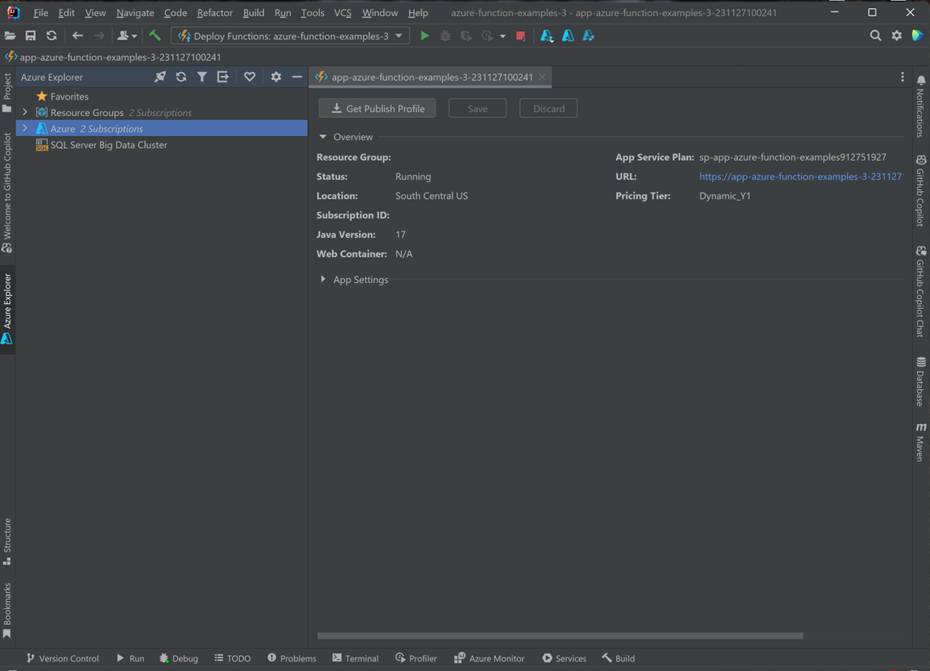 File Edit View Navigate Code Refactor Build Run Tools VCS Window Help azure-function-examples-3 - app-azure-function-examples-3-231127100241
Deploy Functions: azure-function-examples-3
app-azure-function-examples-3-231127100241
Azure Explorer
app-azure-function-examples-3-231127100241
Favorites
Resource Groups 2 Subscriptions
Azure 2 Subscriptions
SQL Server Big Data Cluster
Get Publish Profile Save Discard
Overview
Resource Group:
App Service Plan: sp-app-azure-function-examples912751927
Status: Running
URL: https://app-azure-function-examples-3-231127
Location: South Central US
Pricing Tier: Dynamic_Y1
Subscription ID:
Java Version: 17
Web Container: N/A
App Settings
Project
Welcome to GitHub Copilot
Azure Explorer
Structure
Bookmarks
Notifications
GitHub Copilot
GitHub Copilot Chat
Database
Maven
Version Control Run Debug TODO Problems Terminal Profiler Azure Monitor Services Build